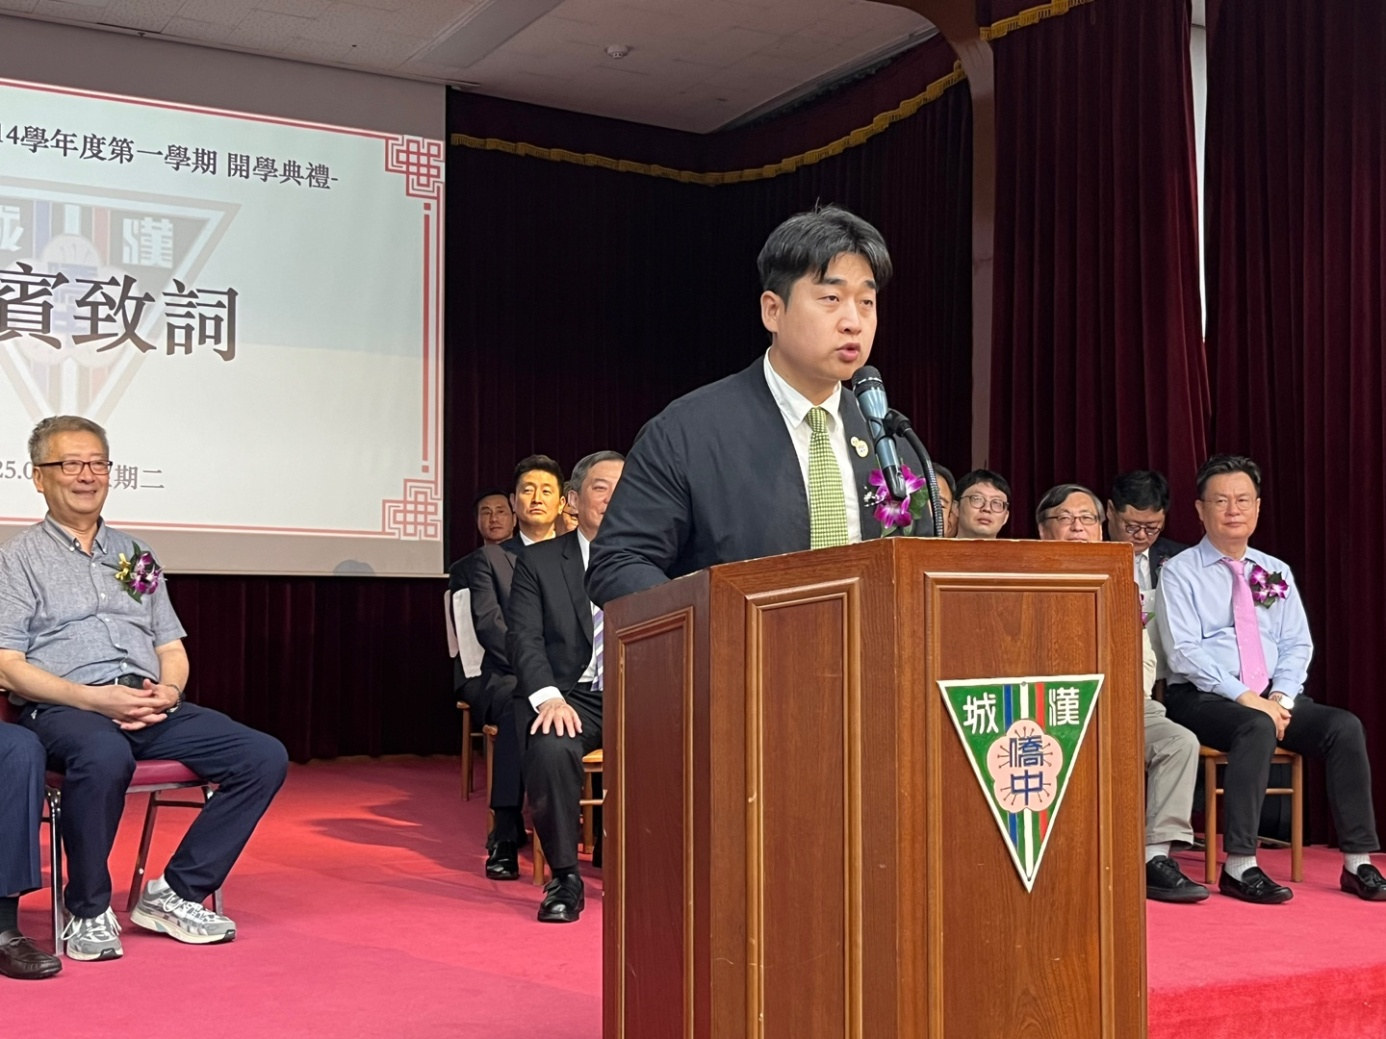 14學年度第一學期 開學典禮-
城 漢
賓致詞
25.0
期二
城 漢
僑
中